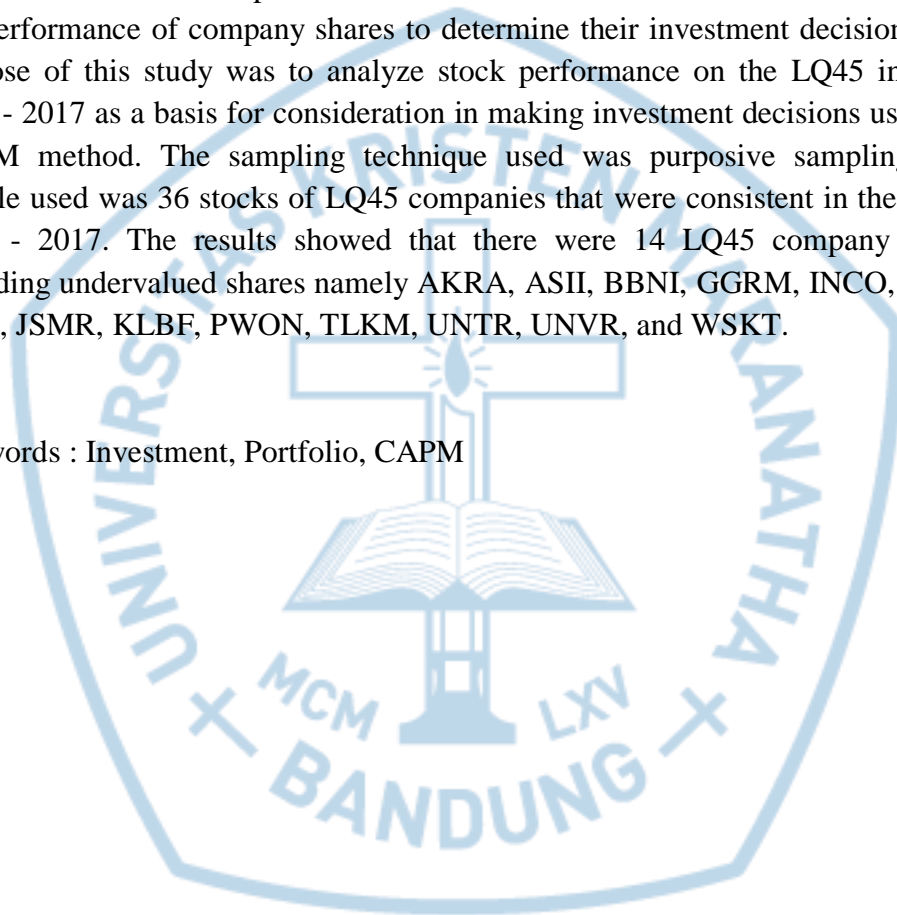 erformance of company shares to determine their investment decision
ose of this study was to analyze stock performance on the LQ45 in
- 2017 as a basis for consideration in making investment decisions us
M method. The sampling technique used was purposive sampling
le used was 36 stocks of LQ45 companies that were consistent in the
- 2017. The results showed that there were 14 LQ45 company
ding undervalued shares namely AKRA, ASII, BBNI, GGRM, INCO,
, JSMR, KLBF, PWON, TLKM, UNTR, UNVR, and WSKT.
words : Investment, Portfolio, CAPM
UNIVERSITAS KRISTEN MARANATHA
MCM LXV
BANDUNG